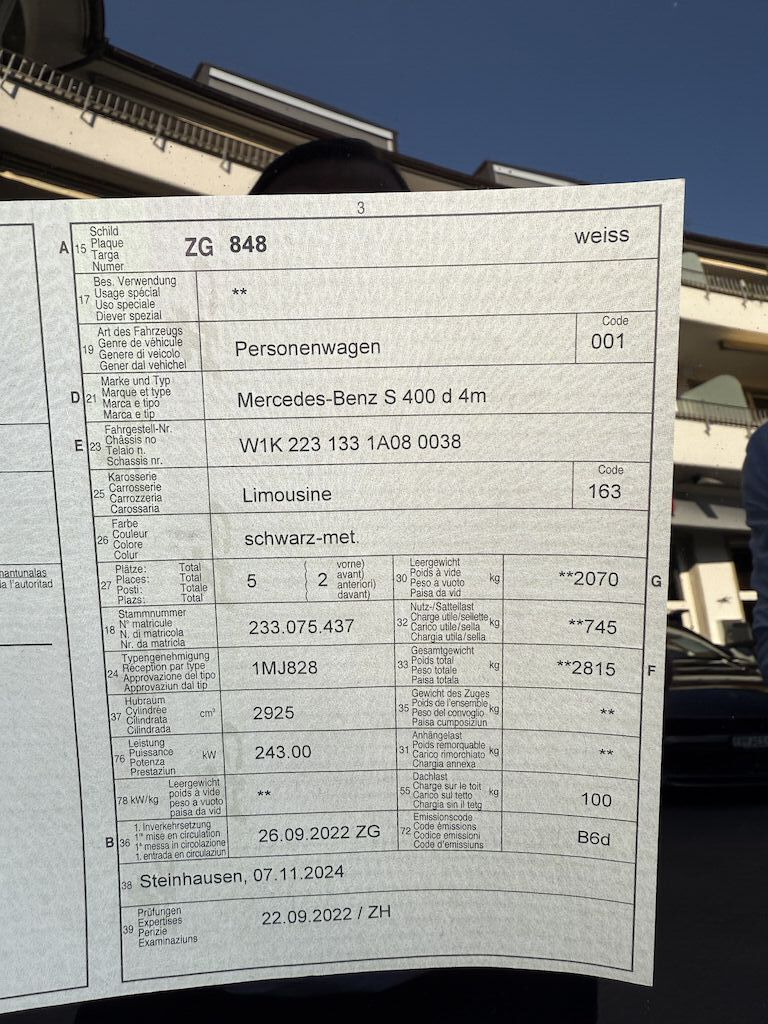 3
A 15 Schild
Plaque
Targa
Numer
ZG 848 weiss
17 Bes. Verwendung
Usage spécial
Uso speciale
Diever spezial
**
19 Art des Fahrzeugs
Genre de véhicule
Genere di veicolo
Gener dal vehichel
Personenwagen
Code
001
D 21 Marke und Typ
Marque et type
Marca e tipo
Marca e tip
Mercedes-Benz S 400 d 4m
E 23 Fahrgestell-Nr.
Châssis no
Telaio n.
Schassis nr.
W1K 223 133 1A08 0038
25 Karosserie
Carrosserie
Carrozzeria
Carossaria
Limousine
Code
163
26 Farbe
Couleur
Colore
Colur
schwarz-met.
27 Plätze: Total
Places: Total
Posti: Totale
Plazs: Total
5 ( 2 vorne)
avant)
anteriori)
davant)
30 Leergewicht
Poids à vide
Peso a vuoto
Paisa da vid
kg
**2070 G
18 Stammnummer
N° matricule
N. di matricola
Nr. da matricla
233.075.437
32 Nutz-/Sattellast
Charge utile/sellette
Carico utile/sella
Chargia utila/sella
kg
**745
24 Typengenehmigung
Réception par type
Approvazione del tipo
Approvaziun dal tip
1MJ828
33 Gesamtgewicht
Poids total
Peso totale
Paisa totala
kg
**2815 F
37 Hubraum
Cylindrée
Cilindrata
Cilindrada
cm³
2925
35 Gewicht des Zuges
Poids de l'ensemble
Peso del convoglio
Paisa cumposiziun
kg
**
76 Leistung
Puissance
Potenza
Prestaziun
kW
243.00
31 Anhängelast
Poids remorquable
Carico rimorchiato
Chargia annexa
kg
**
78 kW/kg Leergewicht
poids à vide
peso a vuoto
paisa da vid
**
55 Dachlast
Charge sur le toit
Carico sul tetto
Chargia sin il tetg
kg
100
B 36 1. Inverkehrsetzung
1re mise en circulation
1a messa in circolazione
1. entrada en circulaziun
26.09.2022 ZG
72 Emissionscode
Code émissions
Codice emissioni
Code d'emissiuns
B6d
38 Steinhausen, 07.11.2024
39 Prüfungen
Expertises
Perizie
Examinaziuns
22.09.2022 / ZH